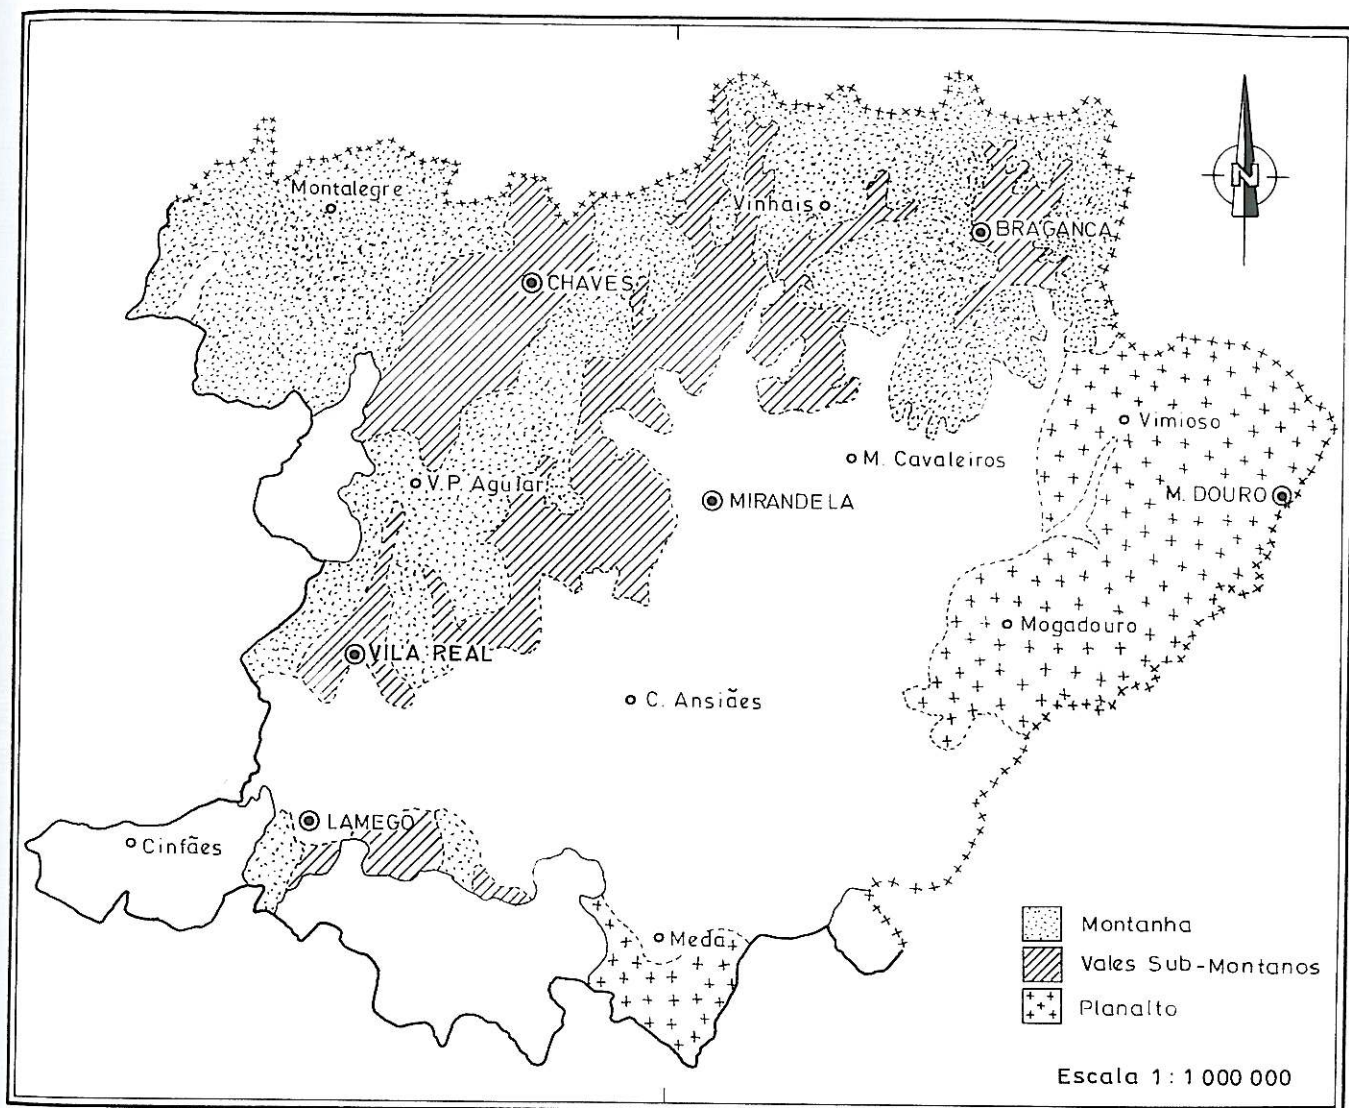 N
Montalegre
Vinhais
BRAGANCA
CHAVES
Vimioso
M. Cavaleiros
V.P. Aguiar
M. DOURO
MIRANDELA
Mogadouro
VILA REAL
C. Ansiães
LAMEGO
Cinfães
Meda
Montanha
Vales Sub-Montanos
Planalto
Escala 1:1 000 000